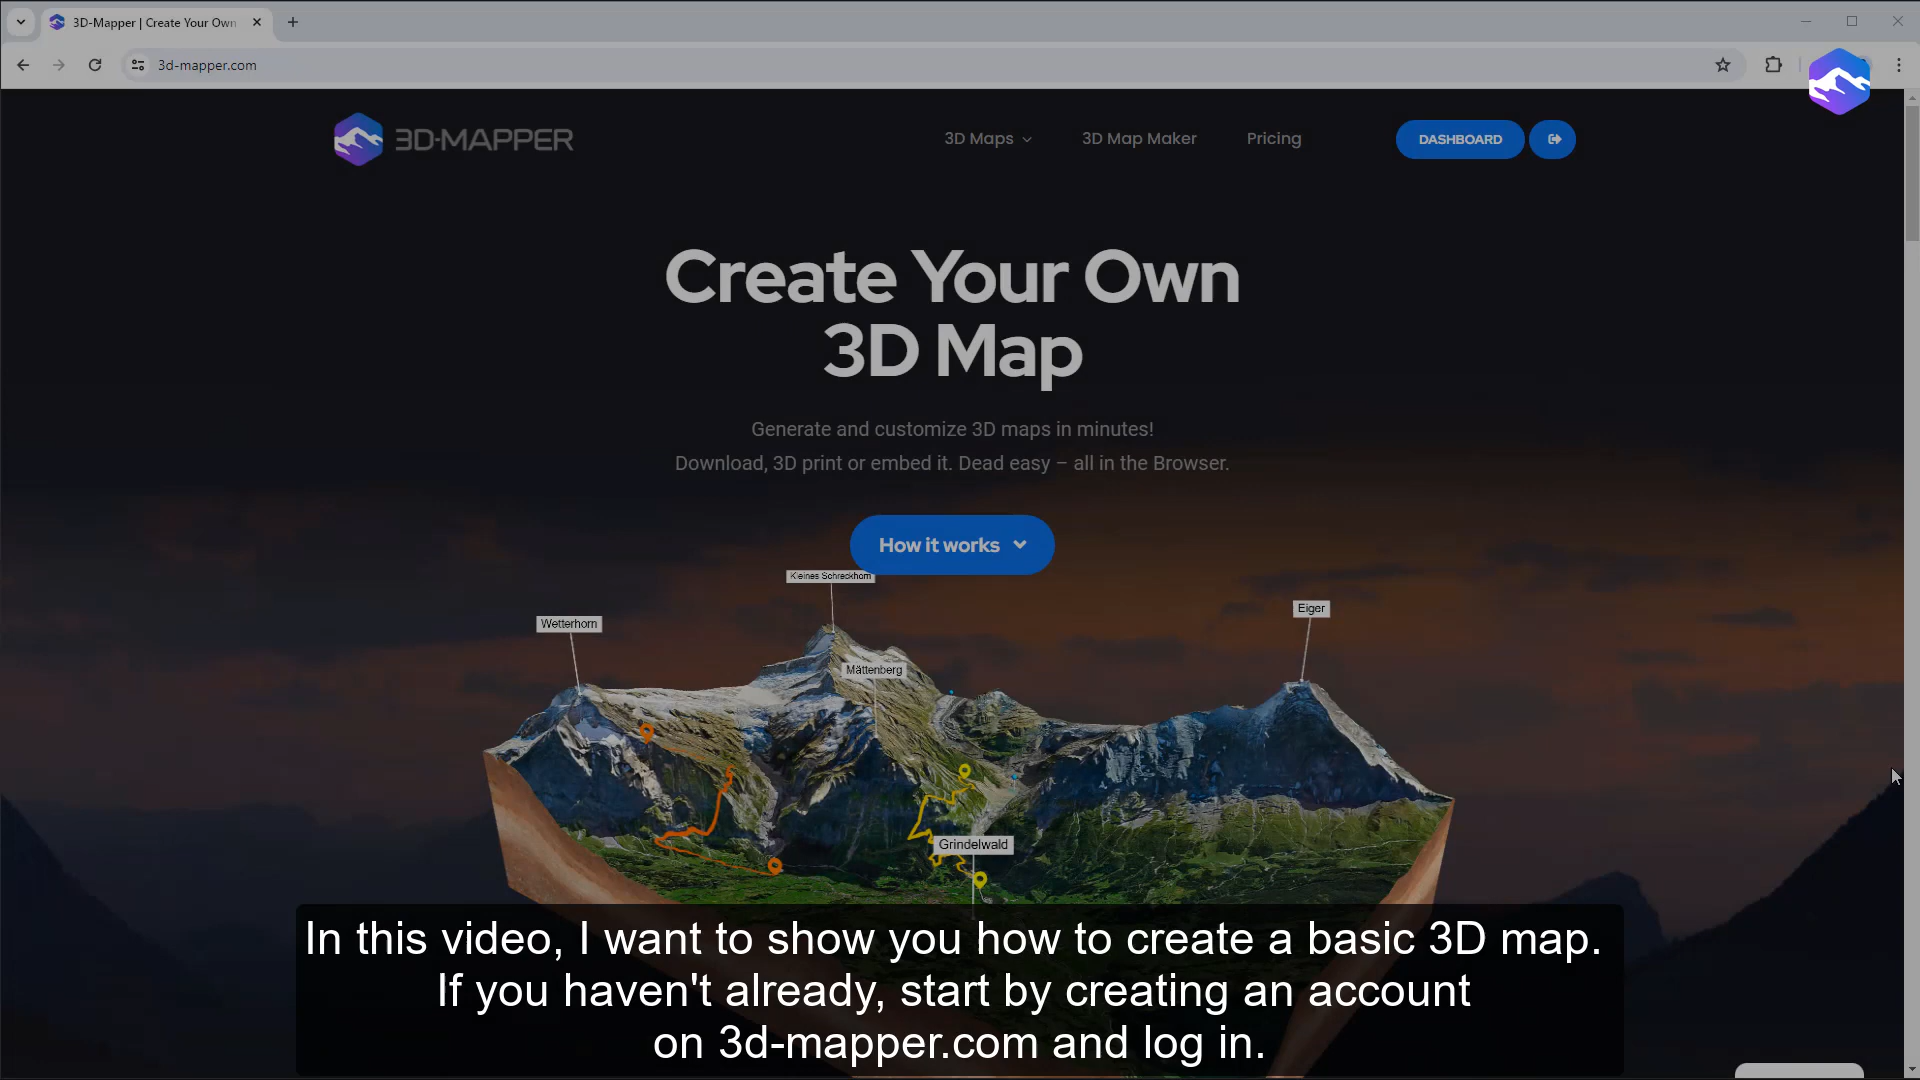 3D-Mapper | Create Your Own
3d-mapper.com
3D-MAPPER
3D Maps
3D Map Maker
Pricing
DASHBOARD
Create Your Own
3D Map
Generate and customize 3D maps in minutes!
Download, 3D print or embed it. Dead easy – all in the Browser.
How it works
Kleines Schreckhorn
Eiger
Wetterhorn
Mättenberg
Grindelwald
In this video, I want to show you how to create a basic 3D map.
If you haven't already, start by creating an account
on 3d-mapper.com and log in.